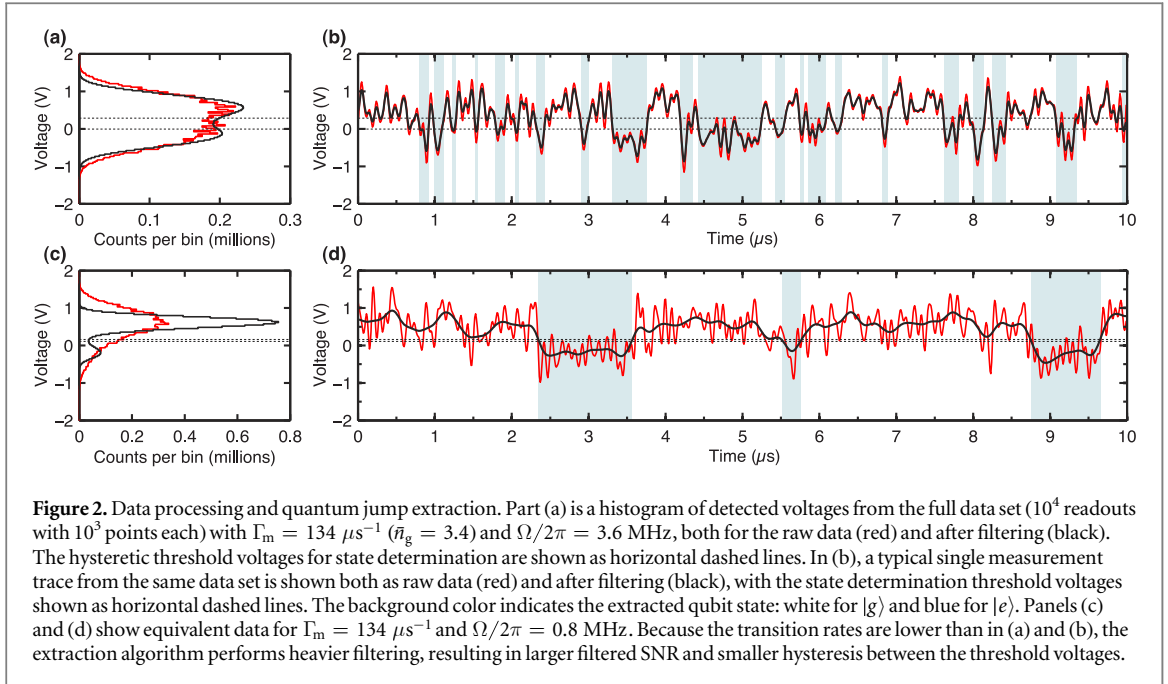 (a)
2
1
0
−1
−2
Voltage (V)
0
0.1
0.2
0.3
Counts per bin (millions)
(b)
2
1
0
−1
−2
Voltage (V)
0 1 2 3 4 5 6 7 8 9 10
Time (µs)
(c)
2
1
0
−1
−2
Voltage (V)
0 0.2 0.4 0.6 0.8
Counts per bin (millions)
(d)
2
1
0
−1
−2
Voltage (V)
0 1 2 3 4 5 6 7 8 9 10
Time (µs)
Figure 2. Data processing and quantum jump extraction. Part (a) is a histogram of detected voltages from the full data set (10⁴ readouts
with 10³ points each) with Γₘ = 134 μs⁻¹ (n̄g = 3.4) and Ω/2π = 3.6 MHz, both for the raw data (red) and after filtering (black).
The hysteretic threshold voltages for state determination are shown as horizontal dashed lines. In (b), a typical single measurement
trace from the same data set is shown both as raw data (red) and after filtering (black), with the state determination threshold voltages
shown as horizontal dashed lines. The background color indicates the extracted qubit state: white for |g⟩ and blue for |e⟩. Panels (c)
and (d) show equivalent data for Γₘ = 134 μs⁻¹ and Ω/2π = 0.8 MHz. Because the transition rates are lower than in (a) and (b), the
extraction algorithm performs heavier filtering, resulting in larger filtered SNR and smaller hysteresis between the threshold voltages.